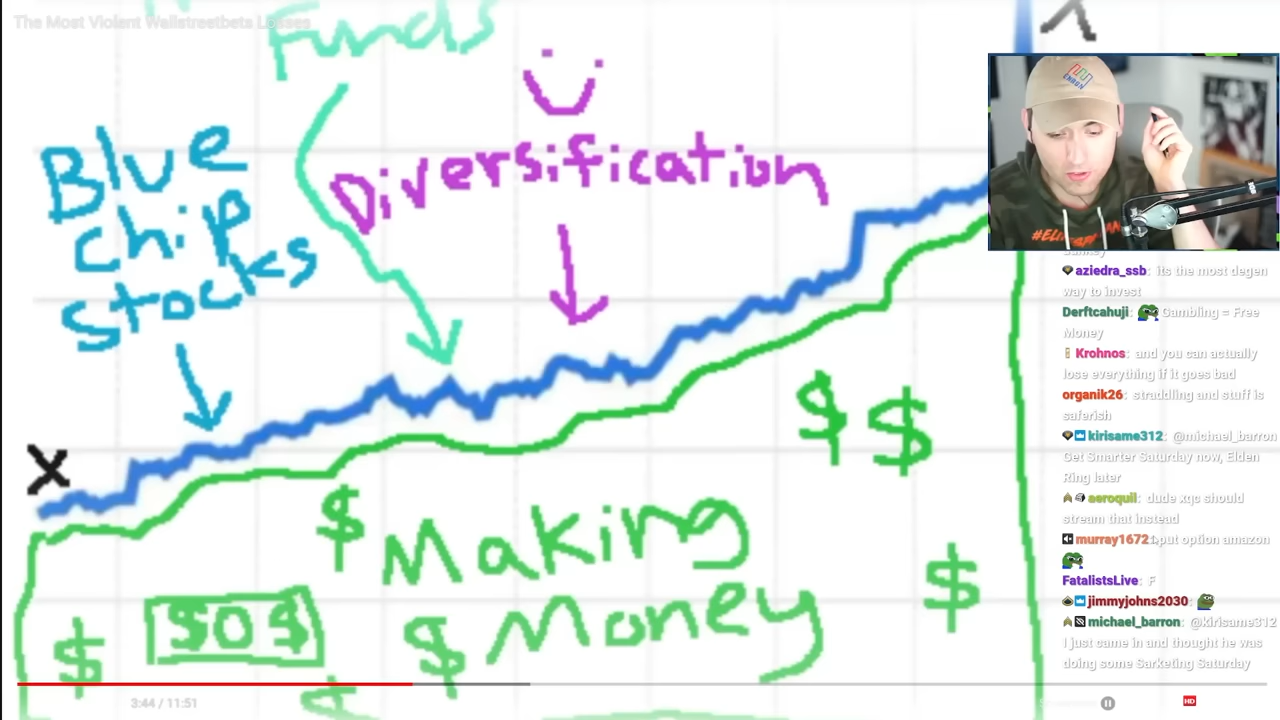 The Most Violent Wallstreetbets Losses
Funds
Blue
Chip
Stocks
Diversification
X
$ $
$ Making
Money
$
$
$0$
$
aziedra_ssb: its the most degen
way to invest
Derftcahuji: Gambling = Free
Money
Krohnos: and you can actually
lose everything if it goes bad
organik26: straddling and stuff is
saferish
kirisame312: @michael_barron
Get Smarter Saturday now, Elden
Ring later
aeroquil: dude xqc should
stream that instead
murray1672: put option amazon
FatalistsLive: F
jimmyjohns2030:
michael_barron: @kirisame312
I just came in and thought he was
doing some Sarketing Saturday
3:44 / 11:51
HD